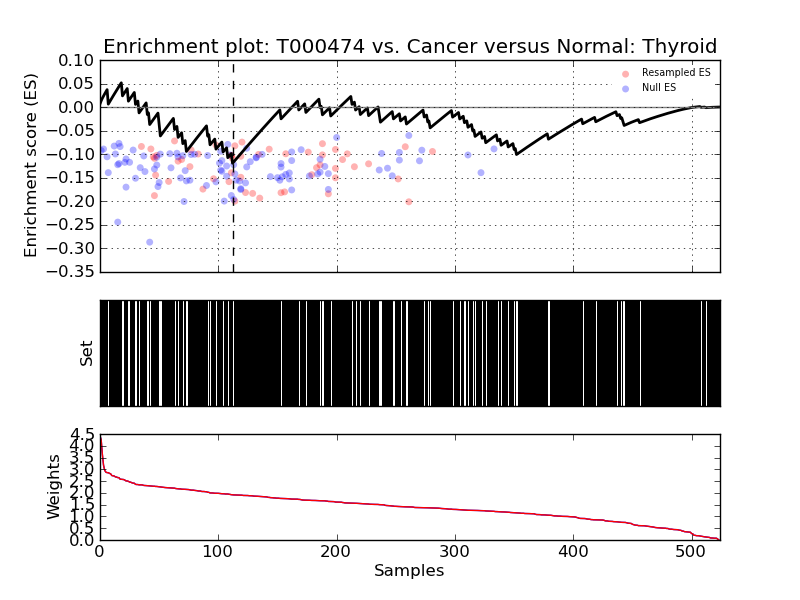 Enrichment plot: T000474 vs. Cancer versus Normal: Thyroid
Enrichment score (ES)
0.10
0.05
0.00
−0.05
−0.10
−0.15
−0.20
−0.25
−0.30
−0.35
Resampled ES
Null ES
Set
Weights
4.5
4.0
3.5
3.0
2.5
2.0
1.5
1.0
0.5
0.0
0 100 200 300 400 500
Samples